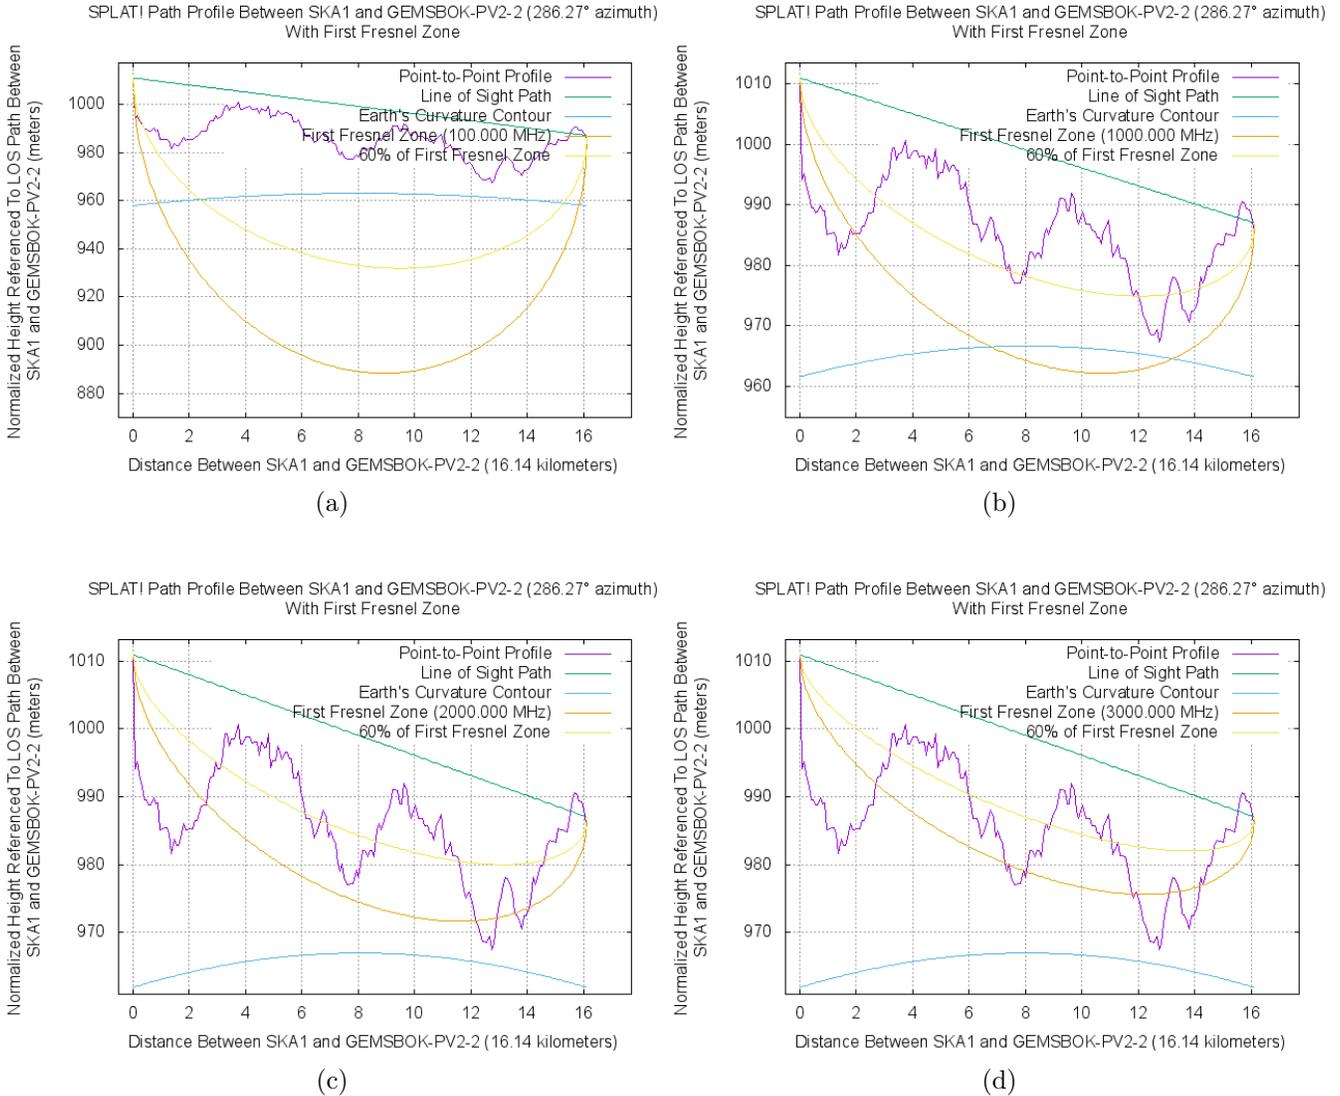 SPLAT! Path Profile Between SKA1 and GEMSBOK-PV2-2 (286.27° azimuth)
With First Fresnel Zone
Normalized Height Referenced To LOS Path Between
SKA1 and GEMSBOK-PV2-2 (meters)
Point-to-Point Profile
Line of Sight Path
Earth's Curvature Contour
First Fresnel Zone (100.000 MHz)
60% of First Fresnel Zone
1000
980
960
940
920
900
880
0 2 4 6 8 10 12 14 16
Distance Between SKA1 and GEMSBOK-PV2-2 (16.14 kilometers)
(a)
SPLAT! Path Profile Between SKA1 and GEMSBOK-PV2-2 (286.27° azimuth)
With First Fresnel Zone
Normalized Height Referenced To LOS Path Between
SKA1 and GEMSBOK-PV2-2 (meters)
Point-to-Point Profile
Line of Sight Path
Earth's Curvature Contour
First Fresnel Zone (1000.000 MHz)
60% of First Fresnel Zone
1010
1000
990
980
970
960
0 2 4 6 8 10 12 14 16
Distance Between SKA1 and GEMSBOK-PV2-2 (16.14 kilometers)
(b)
SPLAT! Path Profile Between SKA1 and GEMSBOK-PV2-2 (286.27° azimuth)
With First Fresnel Zone
Normalized Height Referenced To LOS Path Between
SKA1 and GEMSBOK-PV2-2 (meters)
Point-to-Point Profile
Line of Sight Path
Earth's Curvature Contour
First Fresnel Zone (2000.000 MHz)
60% of First Fresnel Zone
1010
1000
990
980
970
0 2 4 6 8 10 12 14 16
Distance Between SKA1 and GEMSBOK-PV2-2 (16.14 kilometers)
(c)
SPLAT! Path Profile Between SKA1 and GEMSBOK-PV2-2 (286.27° azimuth)
With First Fresnel Zone
Normalized Height Referenced To LOS Path Between
SKA1 and GEMSBOK-PV2-2 (meters)
Point-to-Point Profile
Line of Sight Path
Earth's Curvature Contour
First Fresnel Zone (3000.000 MHz)
60% of First Fresnel Zone
1010
1000
990
980
970
0 2 4 6 8 10 12 14 16
Distance Between SKA1 and GEMSBOK-PV2-2 (16.14 kilometers)
(d)